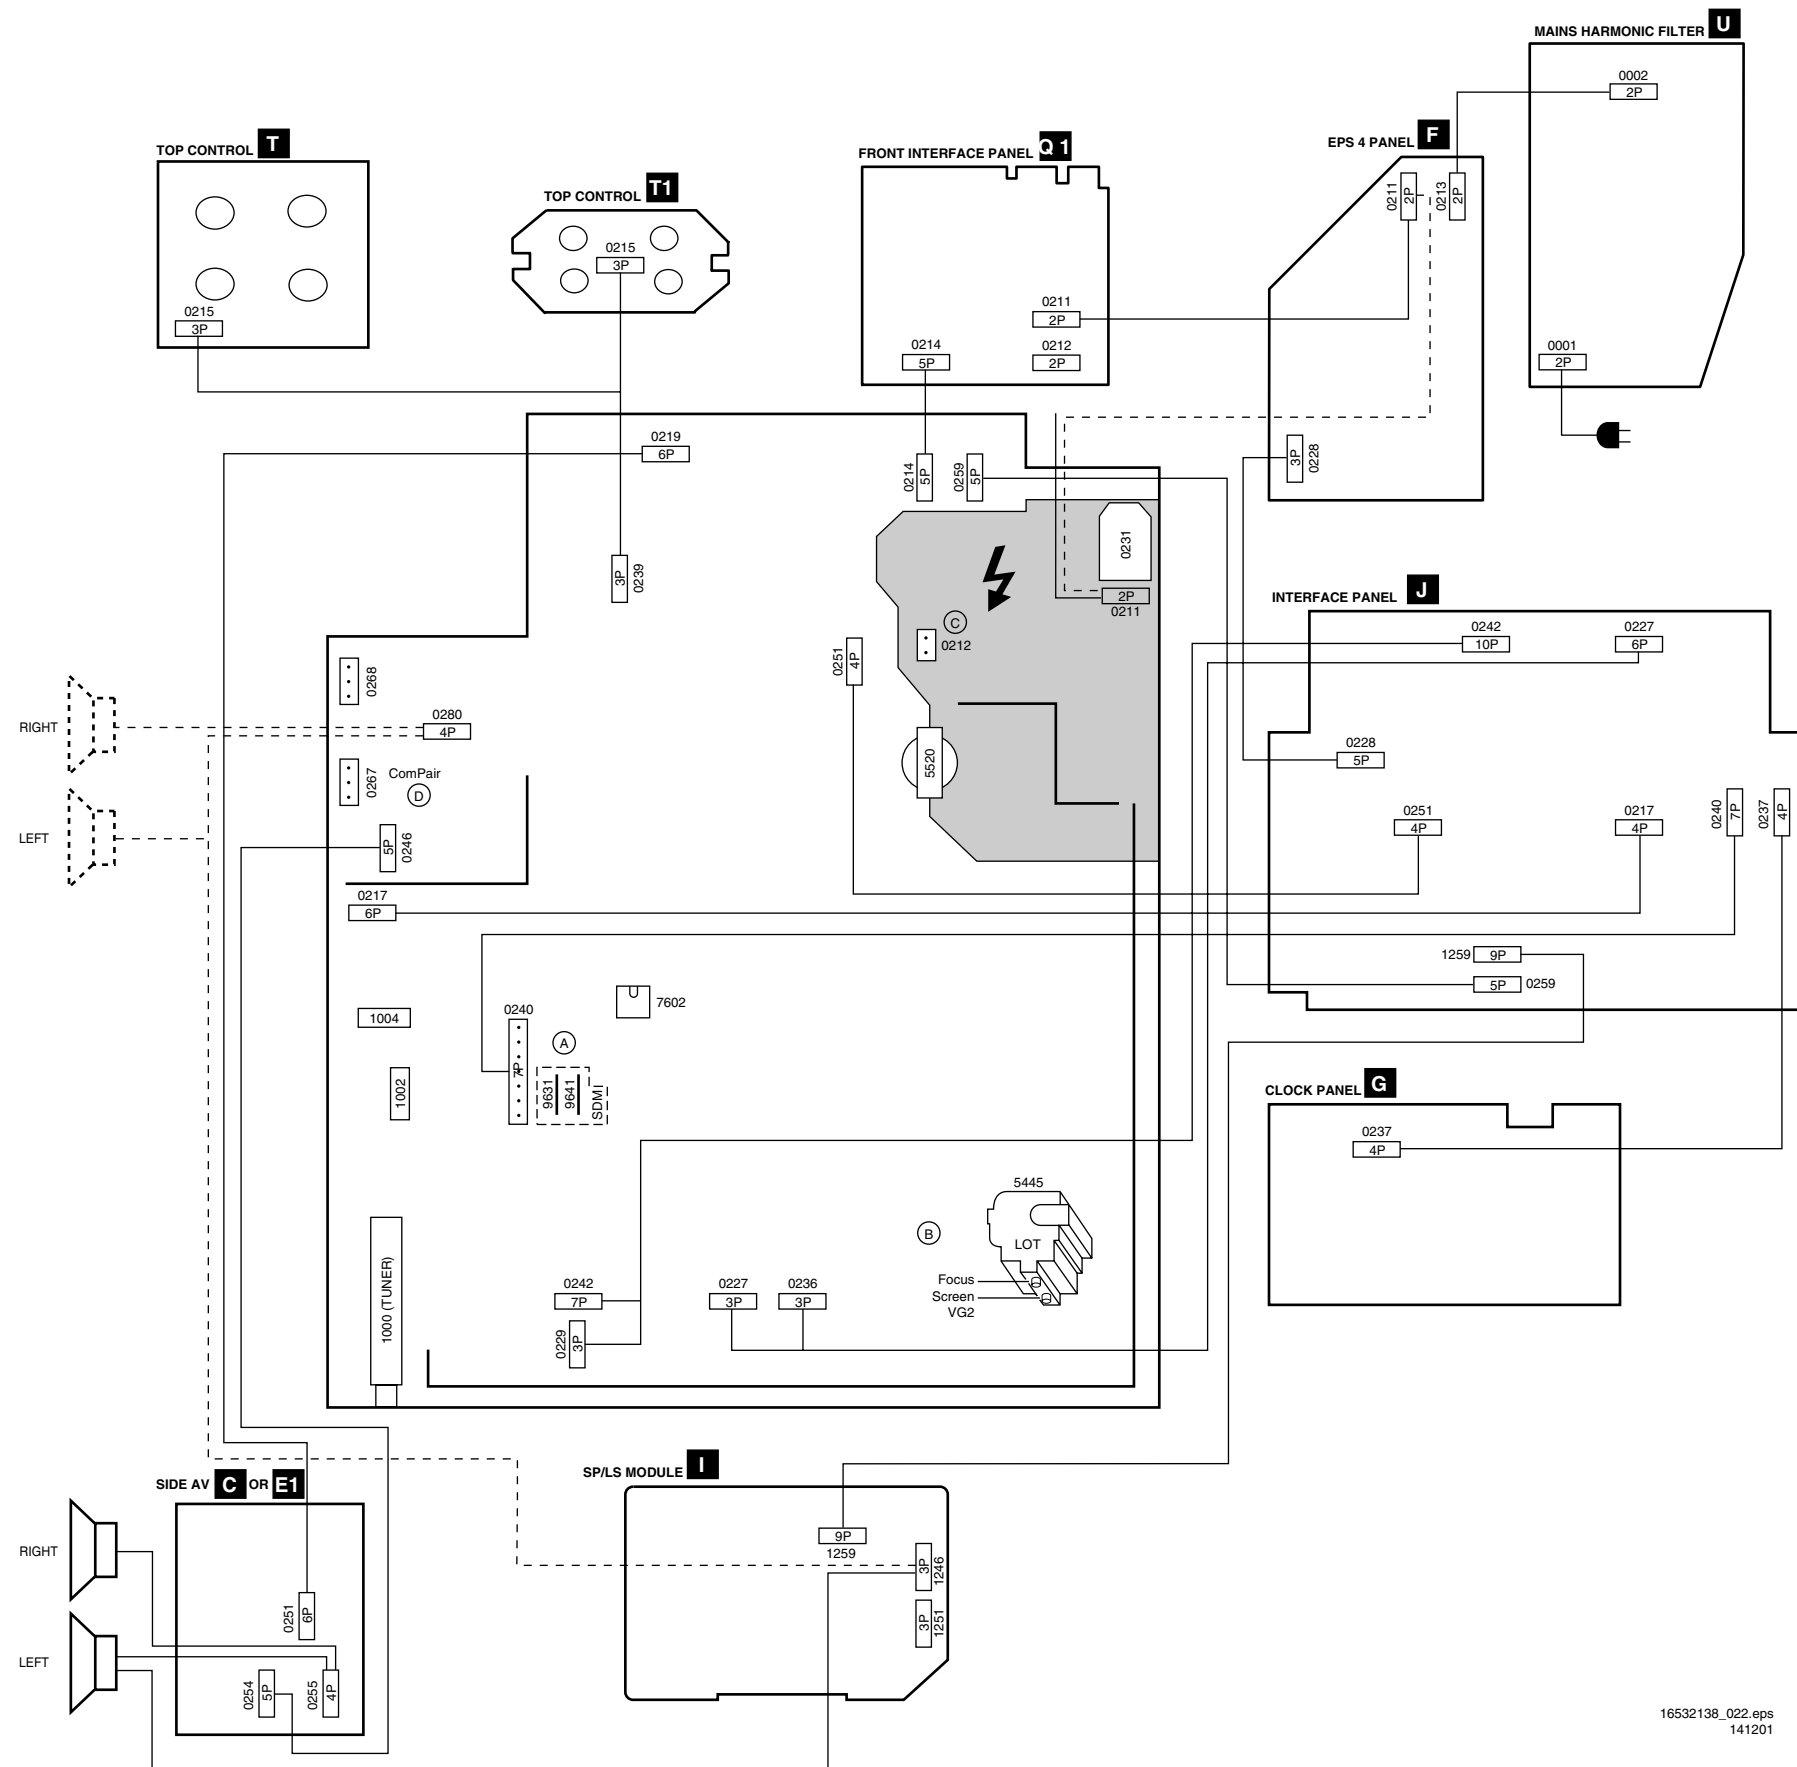 MAINS HARMONIC FILTER U
0002
2P
0001
2P
EPS 4 PANEL F
0211
2P
0213
2P
3P
0228
TOP CONTROL T
0215
3P
TOP CONTROL T1
0215
3P
FRONT INTERFACE PANEL Q 1
0211
2P
0212
2P
0214
5P
0219
6P
0214
5P
0259
5P
0231
2P
0211
3P
0239
C
0212
0251
4P
0268
0280
4P
RIGHT
0267
ComPair
D
LEFT
5P
0246
5520
0217
6P
INTERFACE PANEL J
0242
10P
0227
6P
0228
5P
0251
4P
0217
4P
0240
7P
0237
4P
1259 9P
5P 0259
1004
1002
0240
7P
A
7602
9631
9641
SDMI
CLOCK PANEL G
0237
4P
5445
LOT
B
Focus
Screen
VG2
1000 (TUNER)
0242
7P
0229
3P
0227
3P
0236
3P
SIDE AV C OR E1
RIGHT
LEFT
0251
6P
0254
5P
0255
4P
SP/LS MODULE I
9P
1259
3P
1246
3P
1251
16532138_022.eps
141201